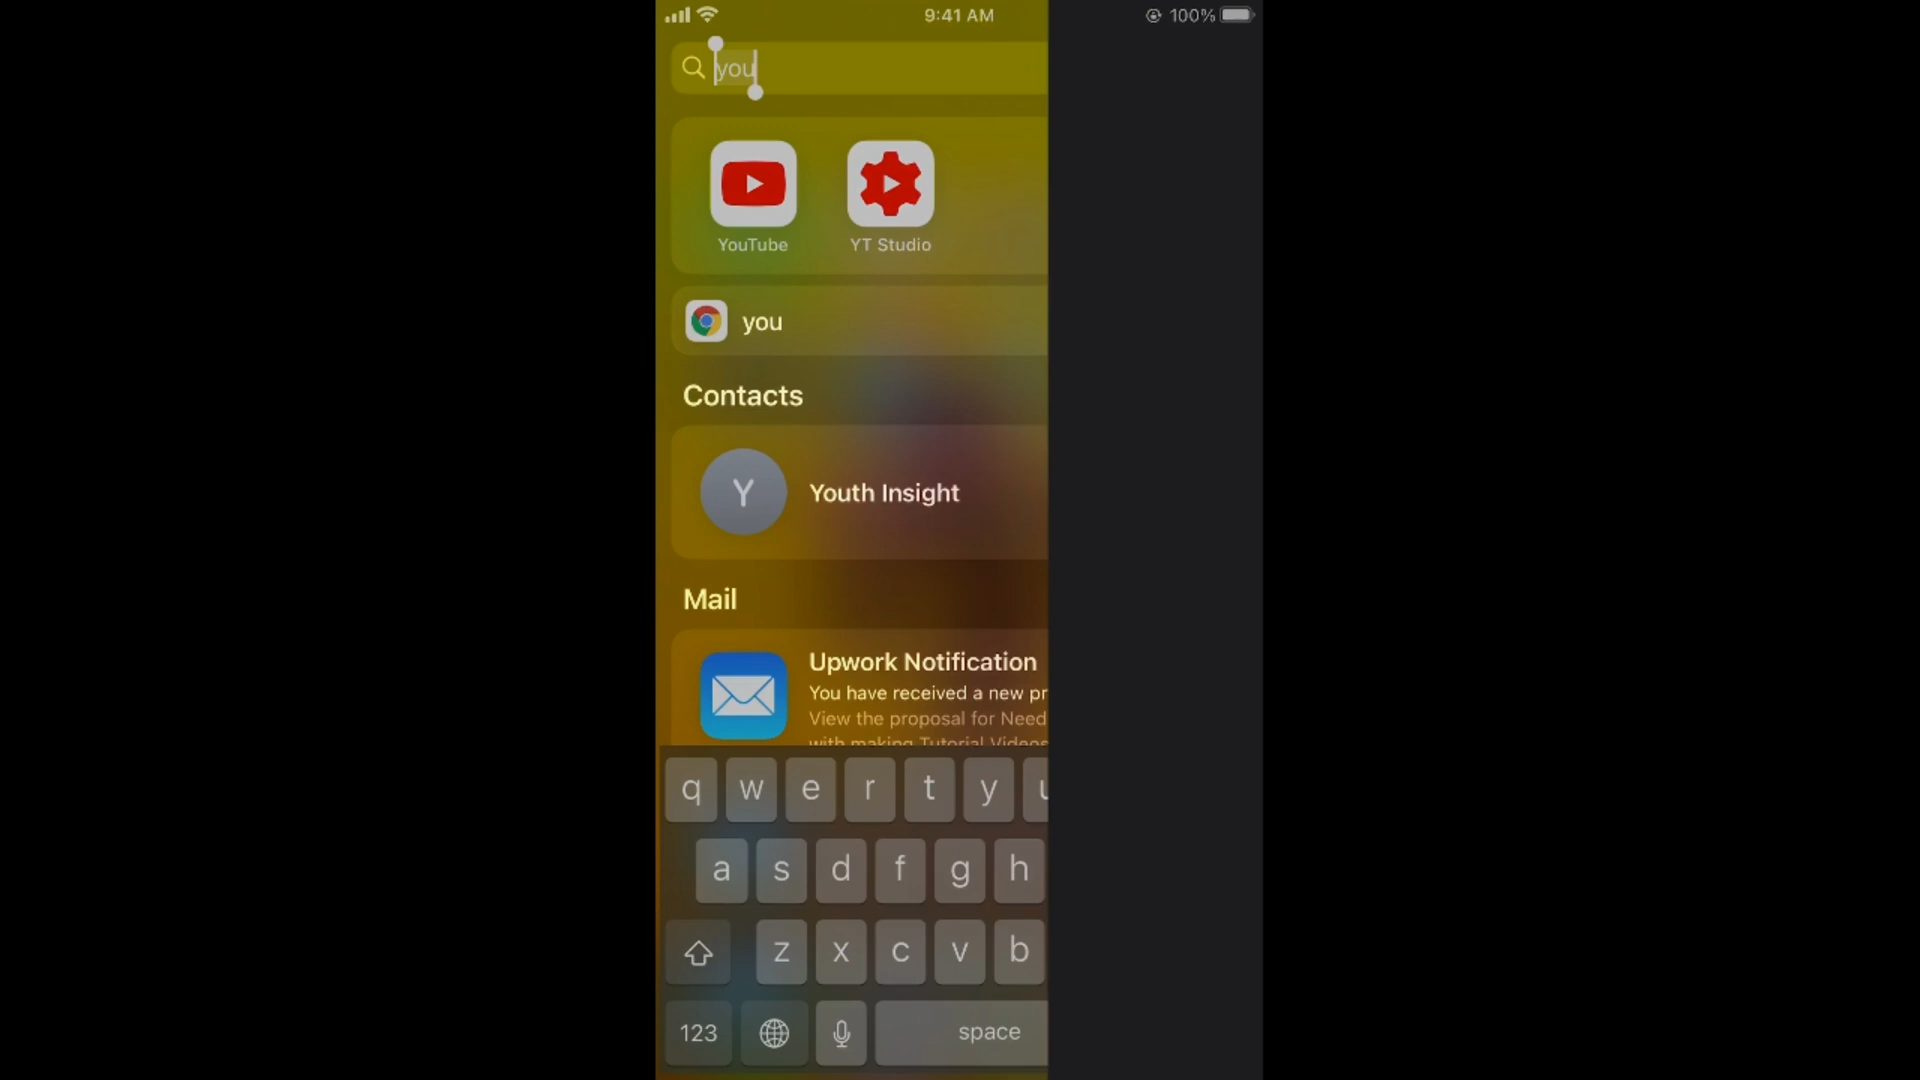 9:41 AM
100%
you
YouTube
YT Studio
you
Contacts
Y
Youth Insight
Mail
Upwork Notification
You have received a new pr
View the proposal for Need
with making Tutorial Videos
q w e r t y u
a s d f g h
z x c v b
123
space